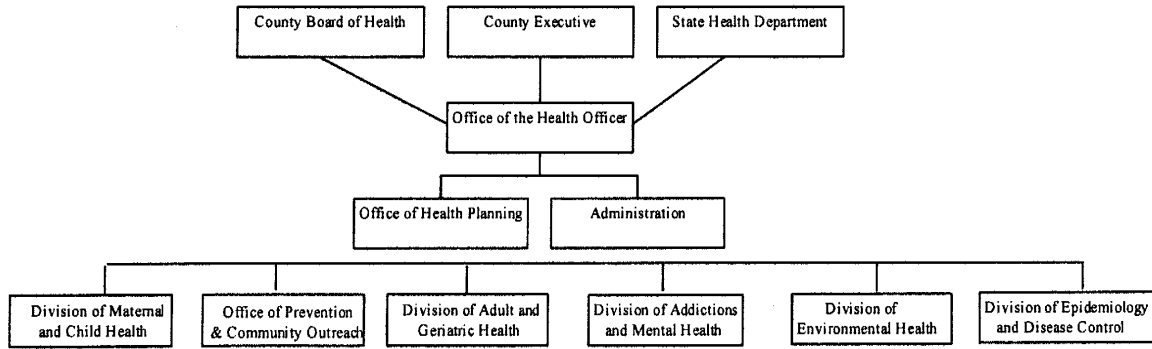 County Board of Health
County Executive
State Health Department
Office of the Health Officer
Office of Health Planning
Administration
Division of Maternal
and Child Health
Office of Prevention
& Community Outreach
Division of Adult and
Geriatric Health
Division of Addictions
and Mental Health
Division of
Environmental Health
Division of Epidemiology
and Disease Control